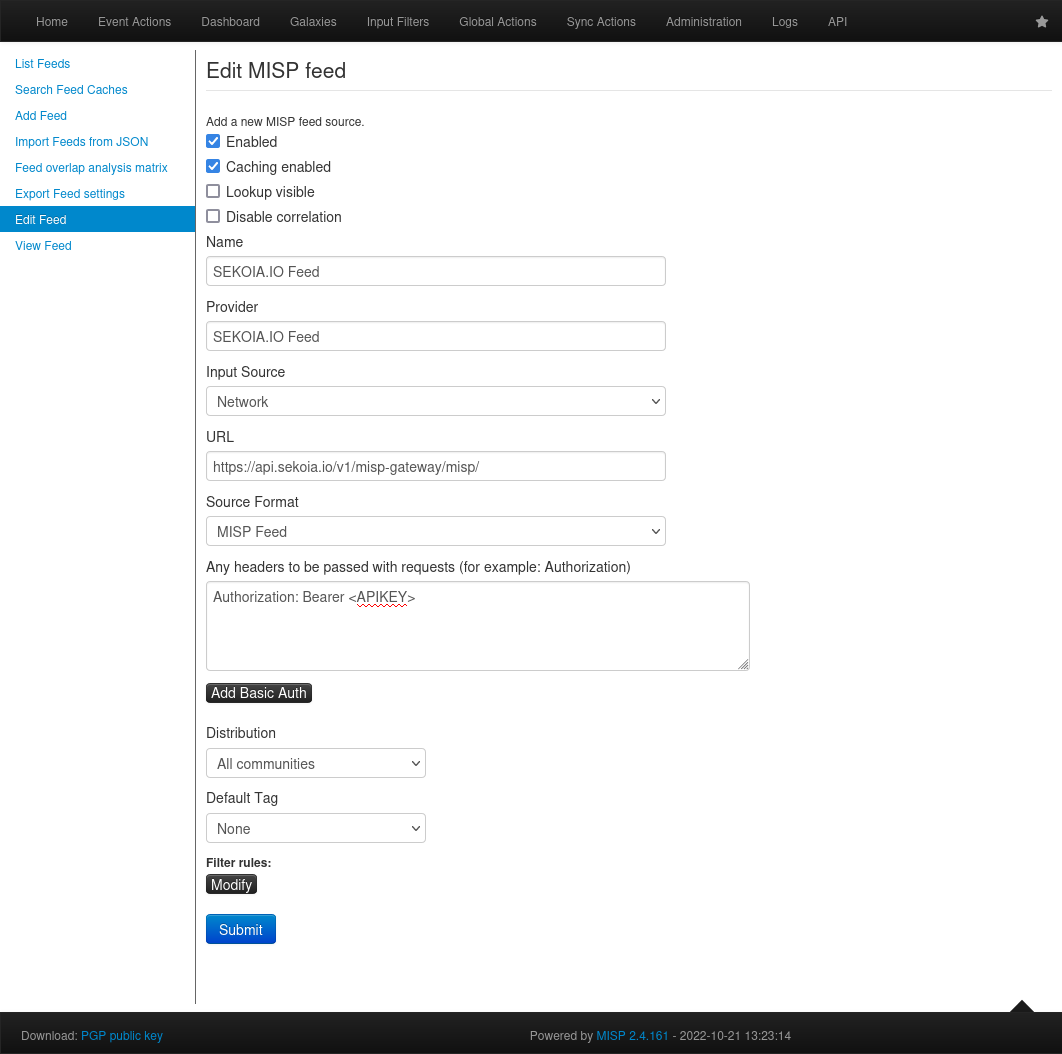 Home Event Actions Dashboard Galaxies Input Filters Global Actions Sync Actions Administration Logs API
List Feeds
Search Feed Caches
Add Feed
Import Feeds from JSON
Feed overlap analysis matrix
Export Feed settings
Edit Feed
View Feed
Edit MISP feed
Add a new MISP feed source.
Enabled
Caching enabled
Lookup visible
Disable correlation
Name
SEKOIA.IO Feed
Provider
SEKOIA.IO Feed
Input Source
Network
URL
https://api.sekoia.io/v1/misp-gateway/misp/
Source Format
MISP Feed
Any headers to be passed with requests (for example: Authorization)
Authorization: Bearer <APIKEY>
Add Basic Auth
Distribution
All communities
Default Tag
None
Filter rules:
Modify
Submit
Download: PGP public key
Powered by MISP 2.4.161 - 2022-10-21 13:23:14